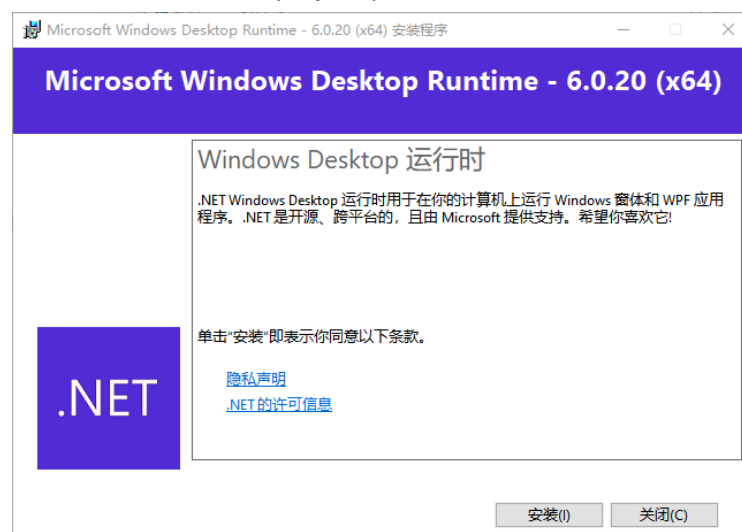 Microsoft Windows Desktop Runtime - 6.0.20 (x64) 安装程序
Microsoft Windows Desktop Runtime - 6.0.20 (x64)
Windows Desktop 运行时
.NET Windows Desktop 运行时用于在你的计算机上运行 Windows 窗体和 WPF 应用
程序。.NET 是开源、跨平台的，且由 Microsoft 提供支持。希望你喜欢它!
单击“安装”即表示你同意以下条款。
隐私声明
.NET 的许可信息
.NET
安装(I)
关闭(C)